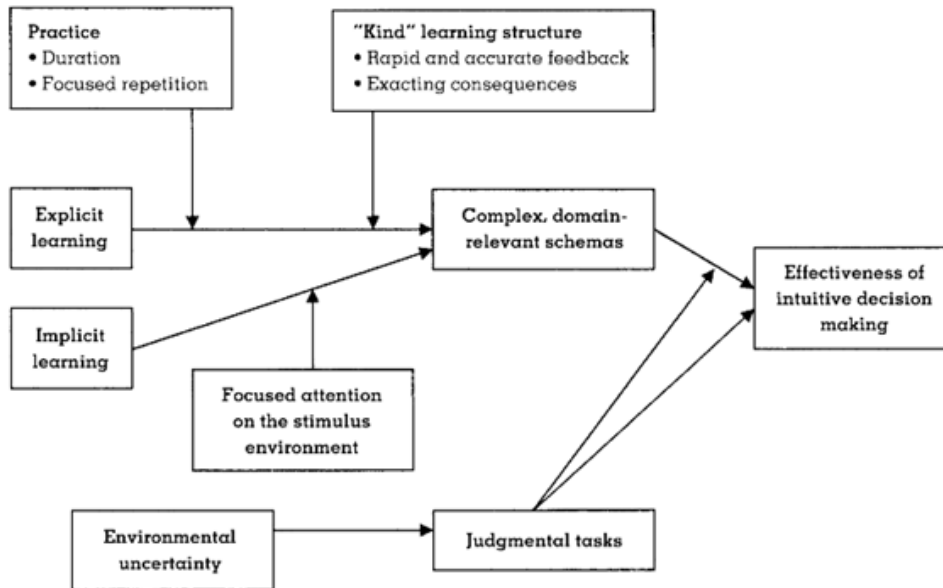 Practice
• Duration
• Focused repetition
“Kind” learning structure
• Rapid and accurate feedback
• Exacting consequences
Explicit
learning
Complex, domain-
relevant schemas
Effectiveness of
intuitive decision
making
Implicit
learning
Focused attention
on the stimulus
environment
Environmental
uncertainty
Judgmental tasks